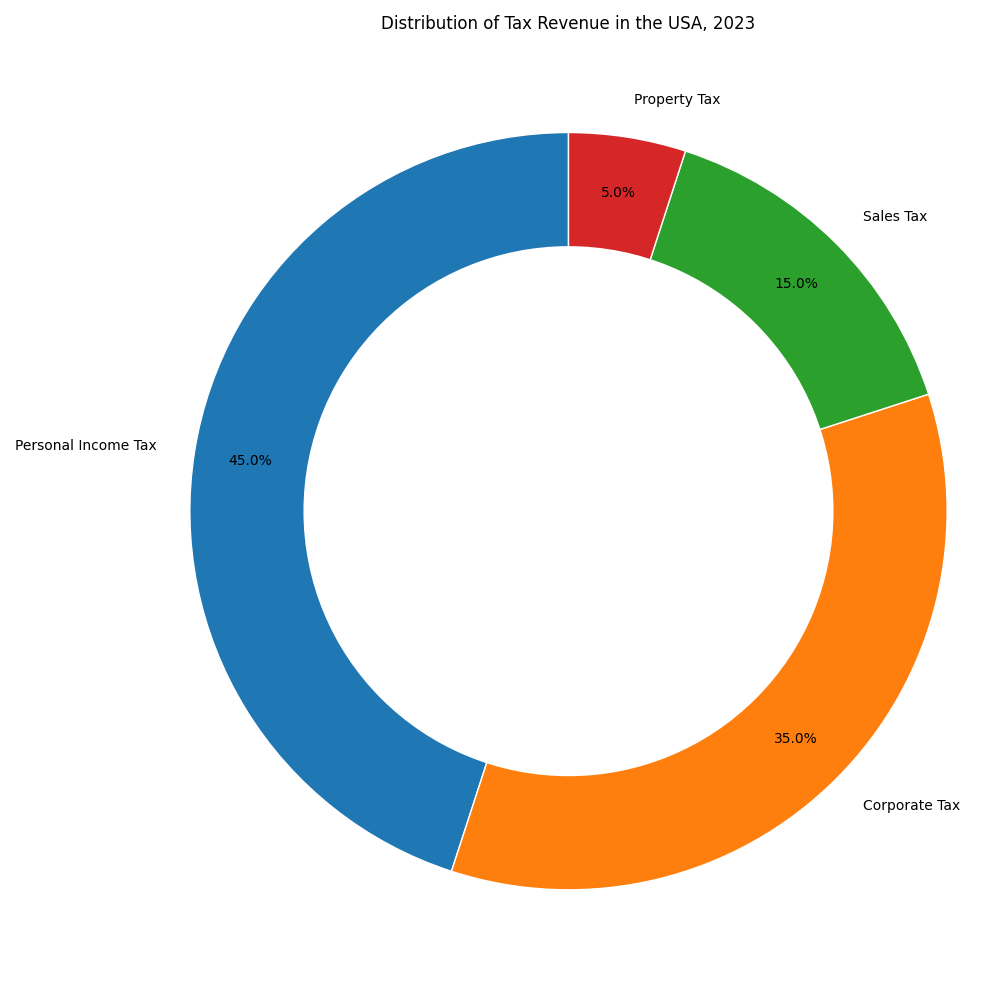 Distribution of Tax Revenue in the USA, 2023
Property Tax
5.0%
Sales Tax
15.0%
Personal Income Tax
45.0%
35.0%
Corporate Tax